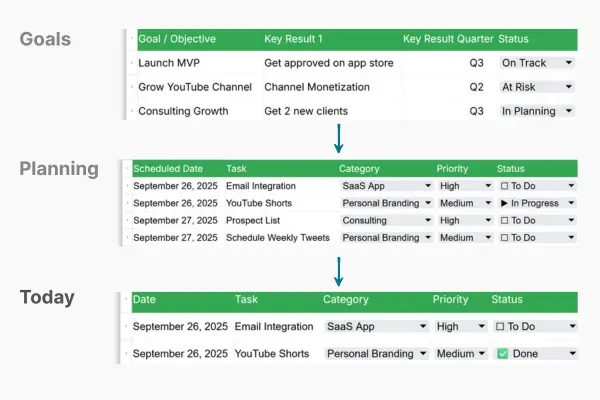 Goals
Goal / Objective Key Result 1 Key Result Quarter Status
Launch MVP Get approved on app store Q3 On Track
Grow YouTube Channel Channel Monetization Q2 At Risk
Consulting Growth Get 2 new clients Q3 In Planning
Planning
Scheduled Date Task Category Priority Status
September 26, 2025 Email Integration SaaS App High To Do
September 26, 2025 YouTube Shorts Personal Branding Medium In Progress
September 27, 2025 Prospect List Consulting High To Do
September 27, 2025 Schedule Weekly Tweets Personal Branding Medium To Do
Today
Date Task Category Priority Status
September 26, 2025 Email Integration SaaS App High To Do
September 26, 2025 YouTube Shorts Personal Branding Medium Done